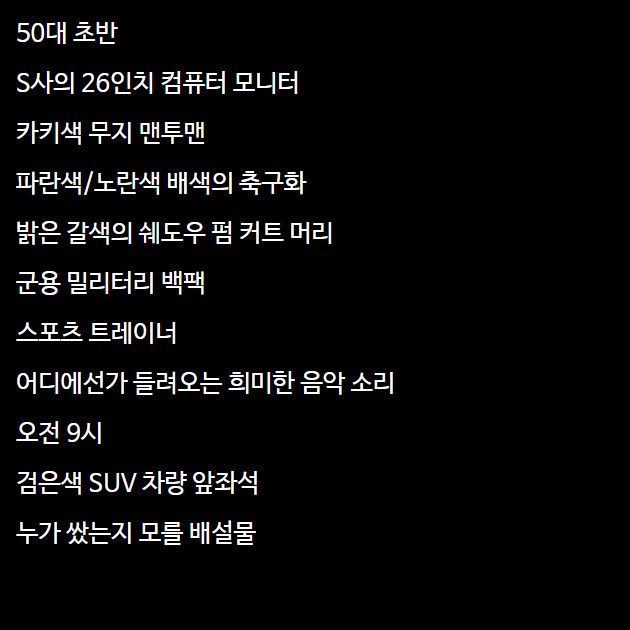 50대 초반
S사의 26인치 컴퓨터 모니터
카키색 무지 맨투맨
파란색/노란색 배색의 축구화
밝은 갈색의 쉐도우 펌 커트 머리
군용 밀리터리 백팩
스포츠 트레이너
어디에선가 들려오는 희미한 음악 소리
오전 9시
검은색 SUV 차량 앞좌석
누가 쌌는지 모를 배설물